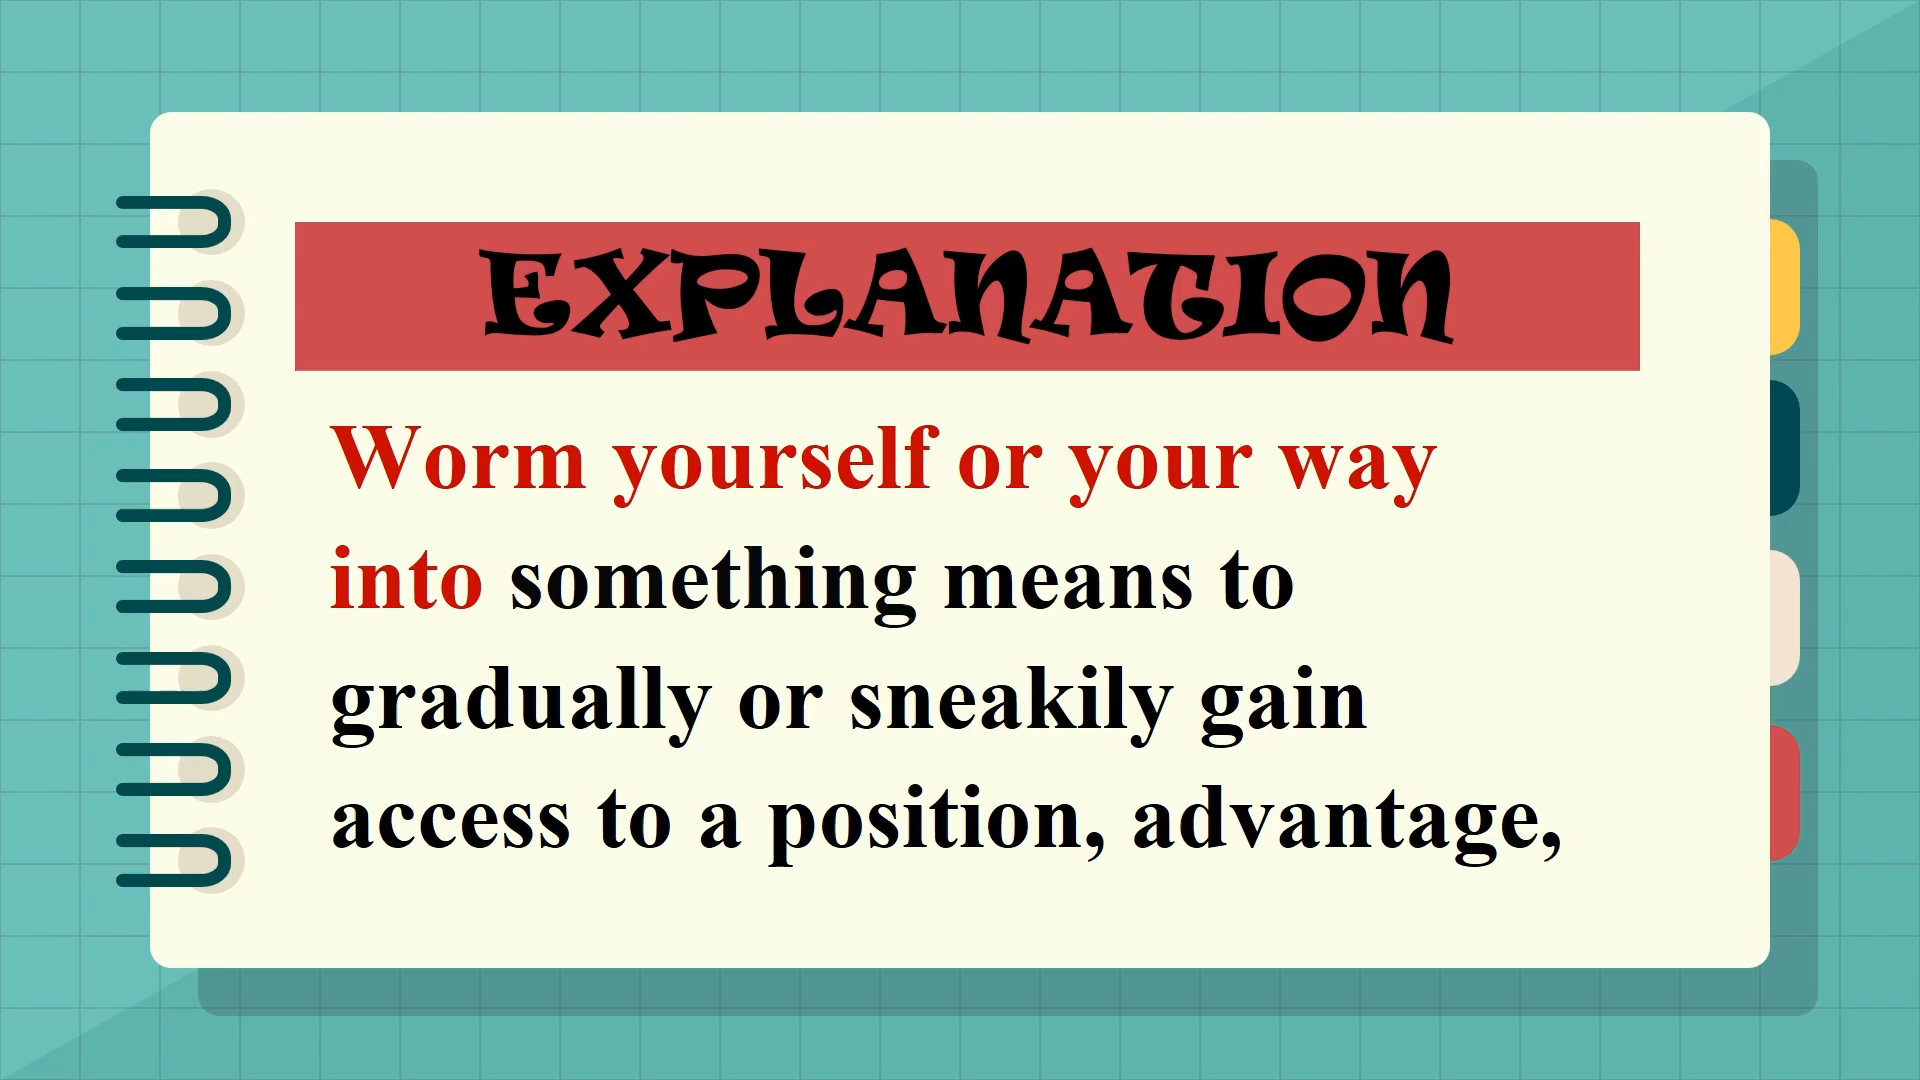 EXPLANATION
Worm yourself or your way
into something means to
gradually or sneakily gain
access to a position, advantage,